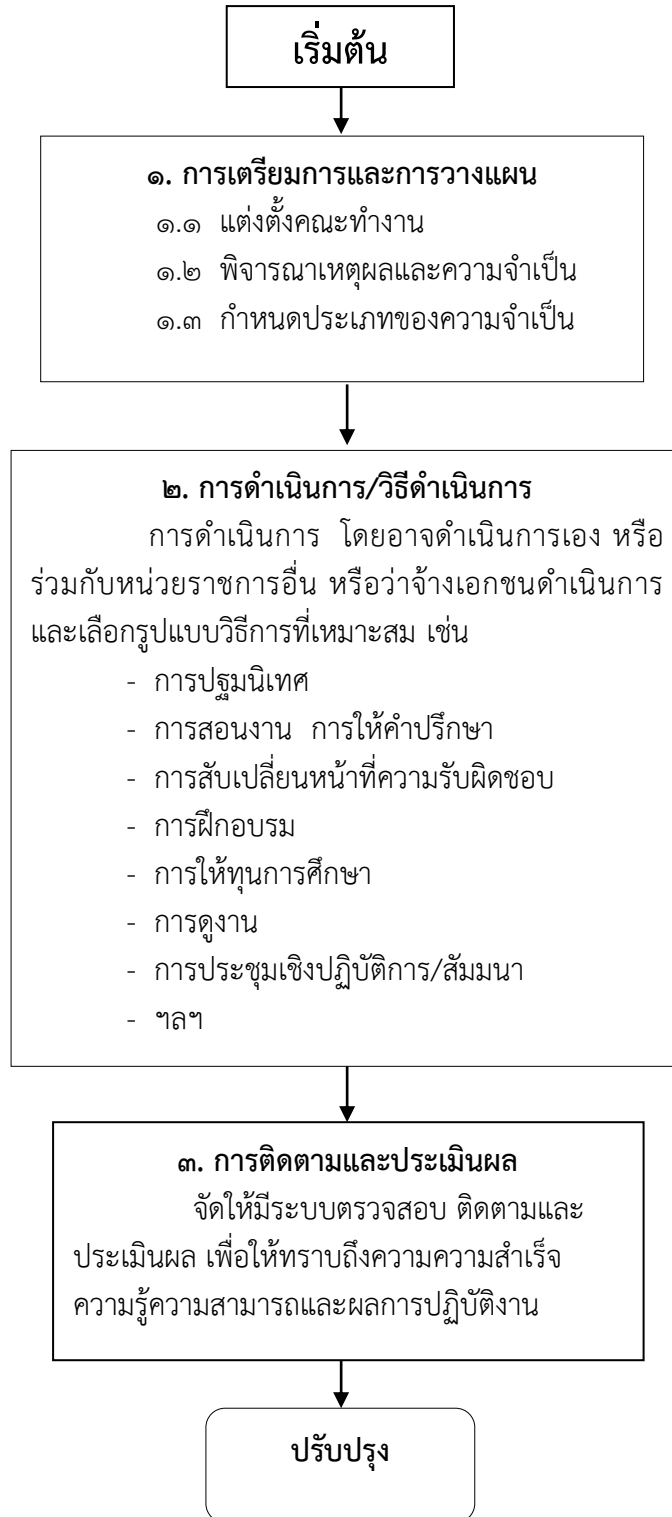 เริ่มต้น
๑. การเตรียมการและการวางแผน
๑.๑ แต่งตั้งคณะทำงาน
๑.๒ พิจารณาเหตุผลและความจำเป็น
๑.๓ กำหนดประเภทของความจำเป็น
๒. การดำเนินการ/วิธีดำเนินการ
การดำเนินการ โดยอาจดำเนินการเอง หรือ
ร่วมกับหน่วยราชการอื่น หรือว่าจ้างเอกชนดำเนินการ
และเลือกรูปแบบวิธีการที่เหมาะสม เช่น
- การปฐมนิเทศ
- การสอนงาน การให้คำปรึกษา
- การสับเปลี่ยนหน้าที่ความรับผิดชอบ
- การฝึกอบรม
- การให้ทุนการศึกษา
- การดูงาน
- การประชุมเชิงปฏิบัติการ/สัมมนา
- ฯลฯ
๓. การติดตามและประเมินผล
จัดให้มีระบบตรวจสอบ ติดตามและ
ประเมินผล เพื่อให้ทราบถึงความความสำเร็จ
ความรู้ความสามารถและผลการปฏิบัติงาน
ปรับปรุง